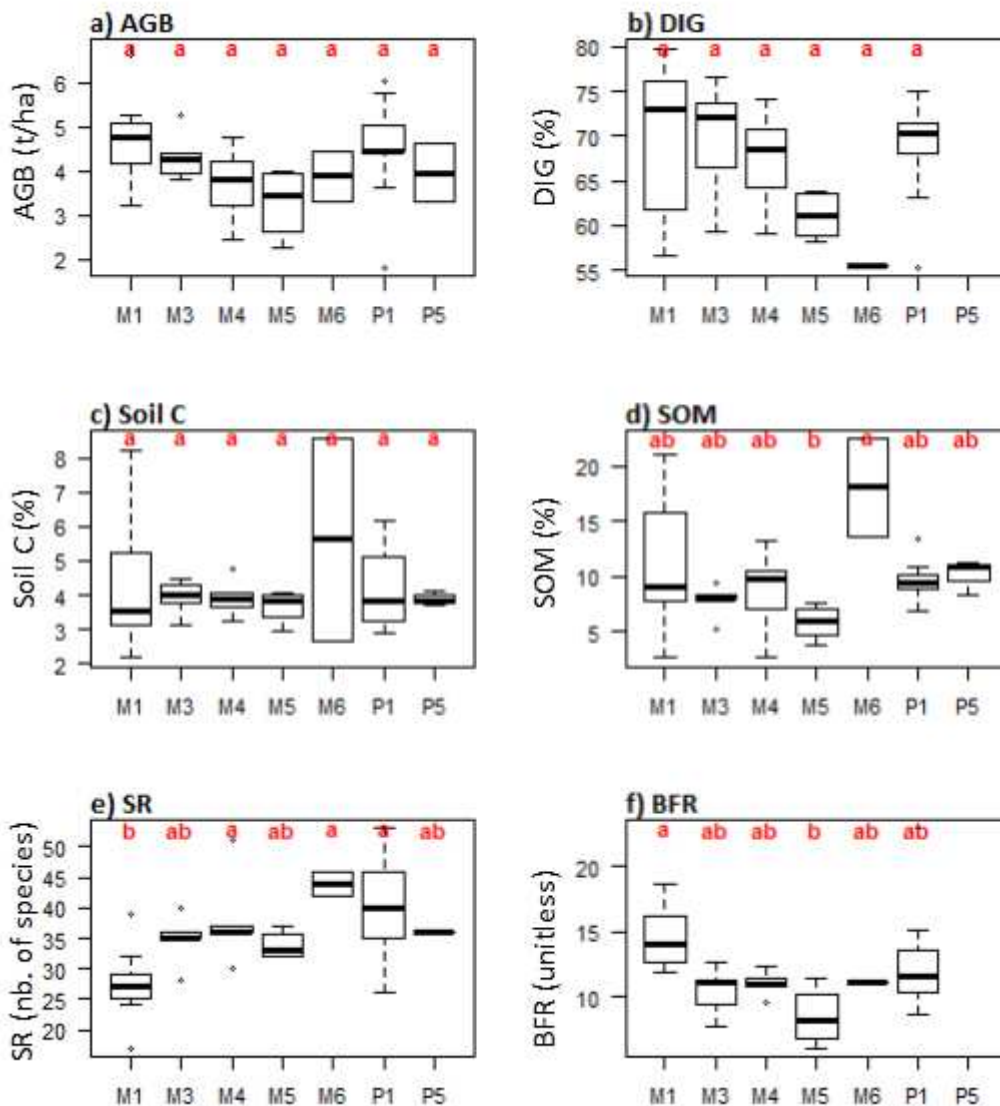 a) AGB
a a a a a a a
AGB (t/ha)
6
5
4
3
2
M1 M3 M4 M5 M6 P1 P5
b) DIG
a a a a a a
DIG (%)
80
75
70
65
60
55
M1 M3 M4 M5 M6 P1 P5
c) Soil C
a a a a a a a
Soil C (%)
8
7
6
5
4
3
2
M1 M3 M4 M5 M6 P1 P5
d) SOM
ab ab ab b a ab ab
SOM (%)
20
15
10
5
M1 M3 M4 M5 M6 P1 P5
e) SR
b ab a ab a a ab
SR (nb. of species)
50
45
40
35
30
25
20
M1 M3 M4 M5 M6 P1 P5
f) BFR
a ab ab b ab ab
BFR (unitless)
20
15
10
M1 M3 M4 M5 M6 P1 P5